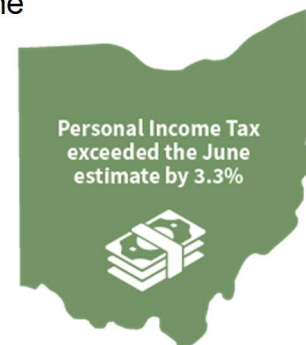 Personal Income Tax
exceeded the June
estimate by 3.3%